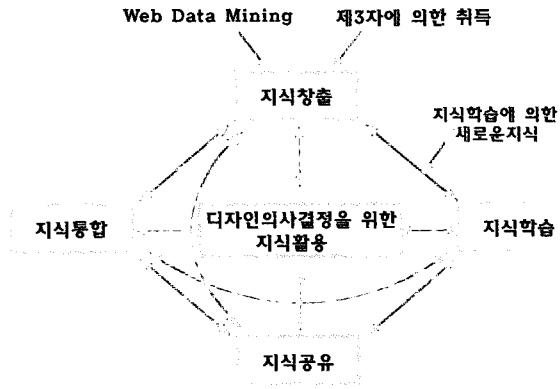 Web Data Mining
제3자에 의한 취득
지식창출
지식학습에 의한
새로운지식
지식통합
디자인의사결정을 위한
지식활용
지식학습
지식공유